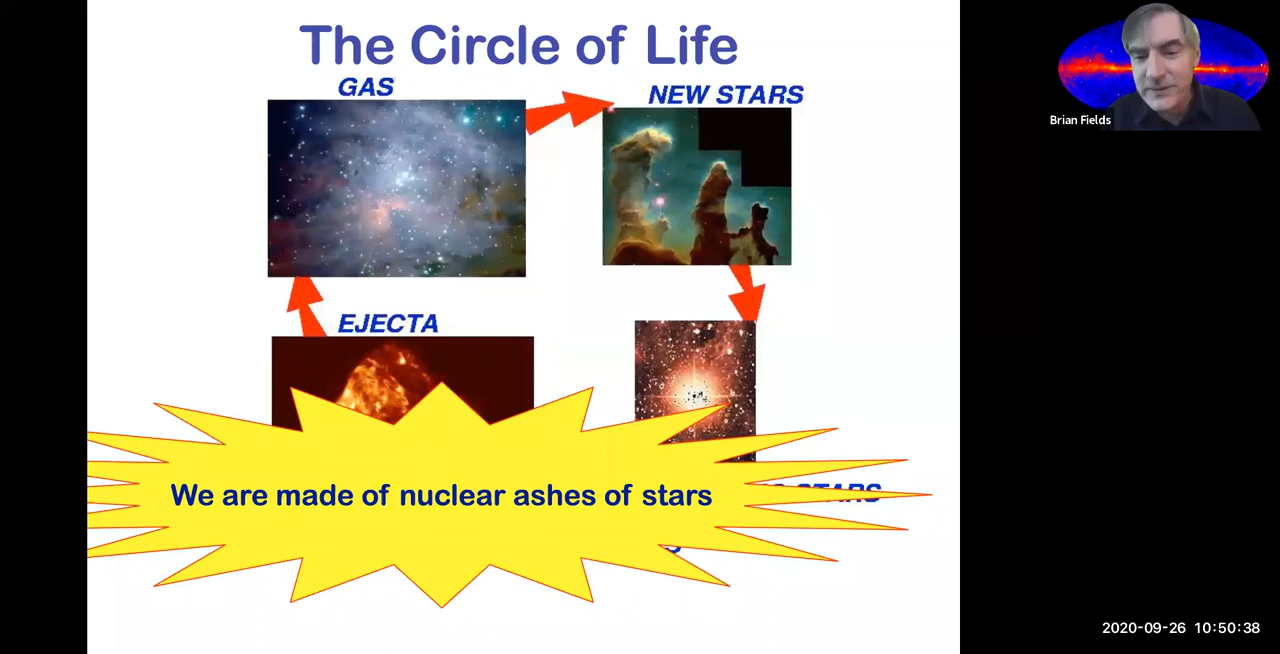 The Circle of Life
GAS
NEW STARS
Brian Fields
EJECTA
We are made of nuclear ashes of stars
STARS
2020-09-26 10:50:38